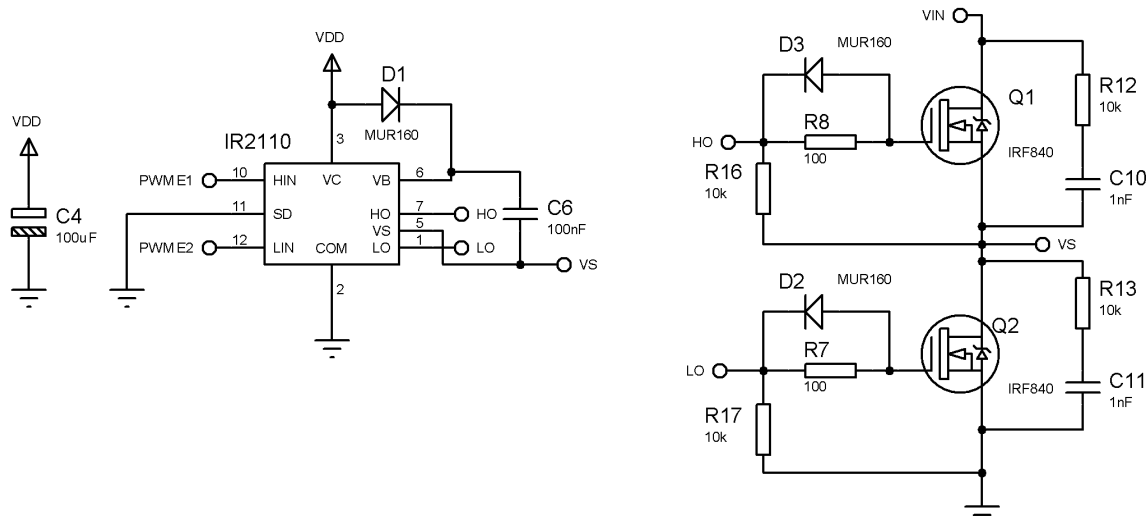 VDD
C4
100uF
VDD
D1
MUR160
IR2110
3
VC
PWM E1
10
HIN
VB
6
11
SD
HO
7
HO
VS
5
PWM E2
12
LIN
COM
LO
1
LO
2
C6
100nF
VS
VIN
D3
MUR160
R8
100
HO
R16
10k
Q1
IRF840
R12
10k
C10
1nF
VS
D2
MUR160
R7
100
LO
R17
10k
Q2
IRF840
R13
10k
C11
1nF